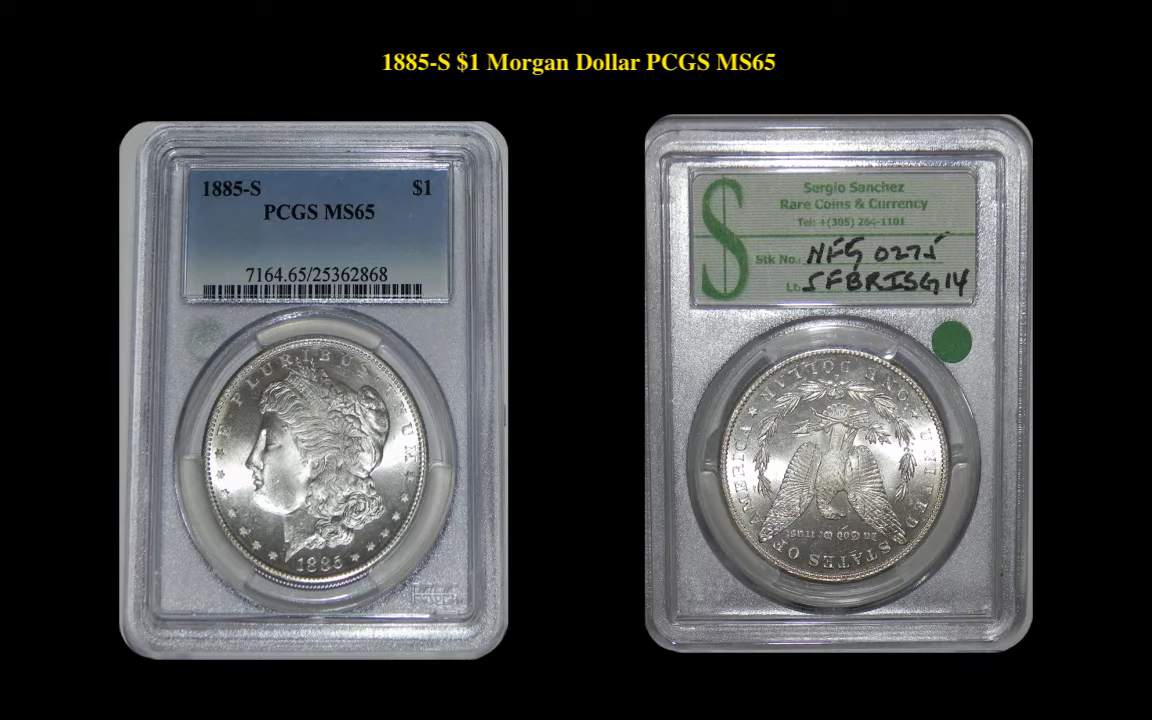 1885-S $1 Morgan Dollar PCGS MS65
1885-S $1
PCGS MS65
7164.65/25362868
E PLURIBUS UNUM
1885
Sergio Sanchez
Rare Coins & Currency
Tel: +(305) 264-1101
Stk No.: NFG 0275
Lt. SFBRISG14
UNITED STATES OF AMERICA
ONE DOLLAR
In God we trust